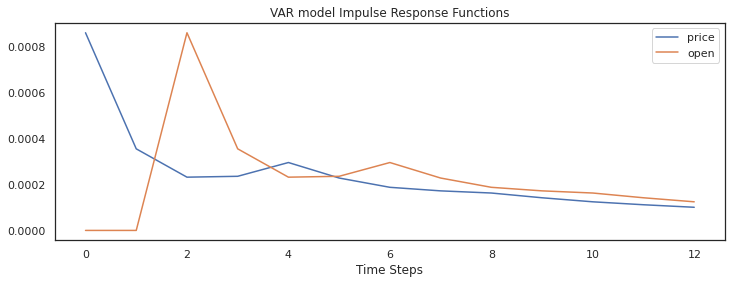 VAR model Impulse Response Functions
price
open
0.0008
0.0006
0.0004
0.0002
0.0000
0 2 4 6 8 10 12
Time Steps